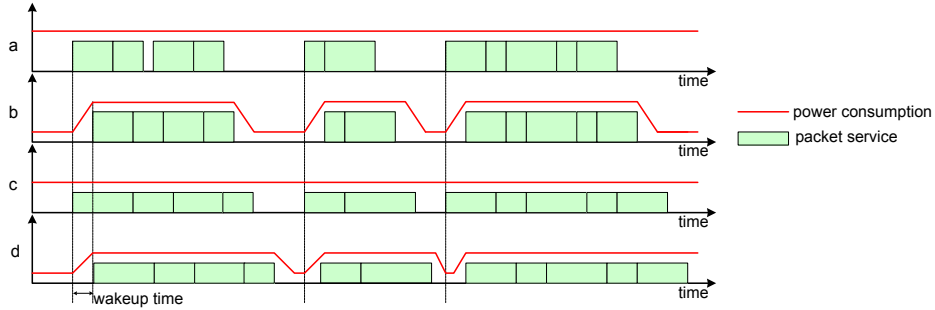 a
time
b
power consumption
packet service
time
c
time
d
wakeup time
time